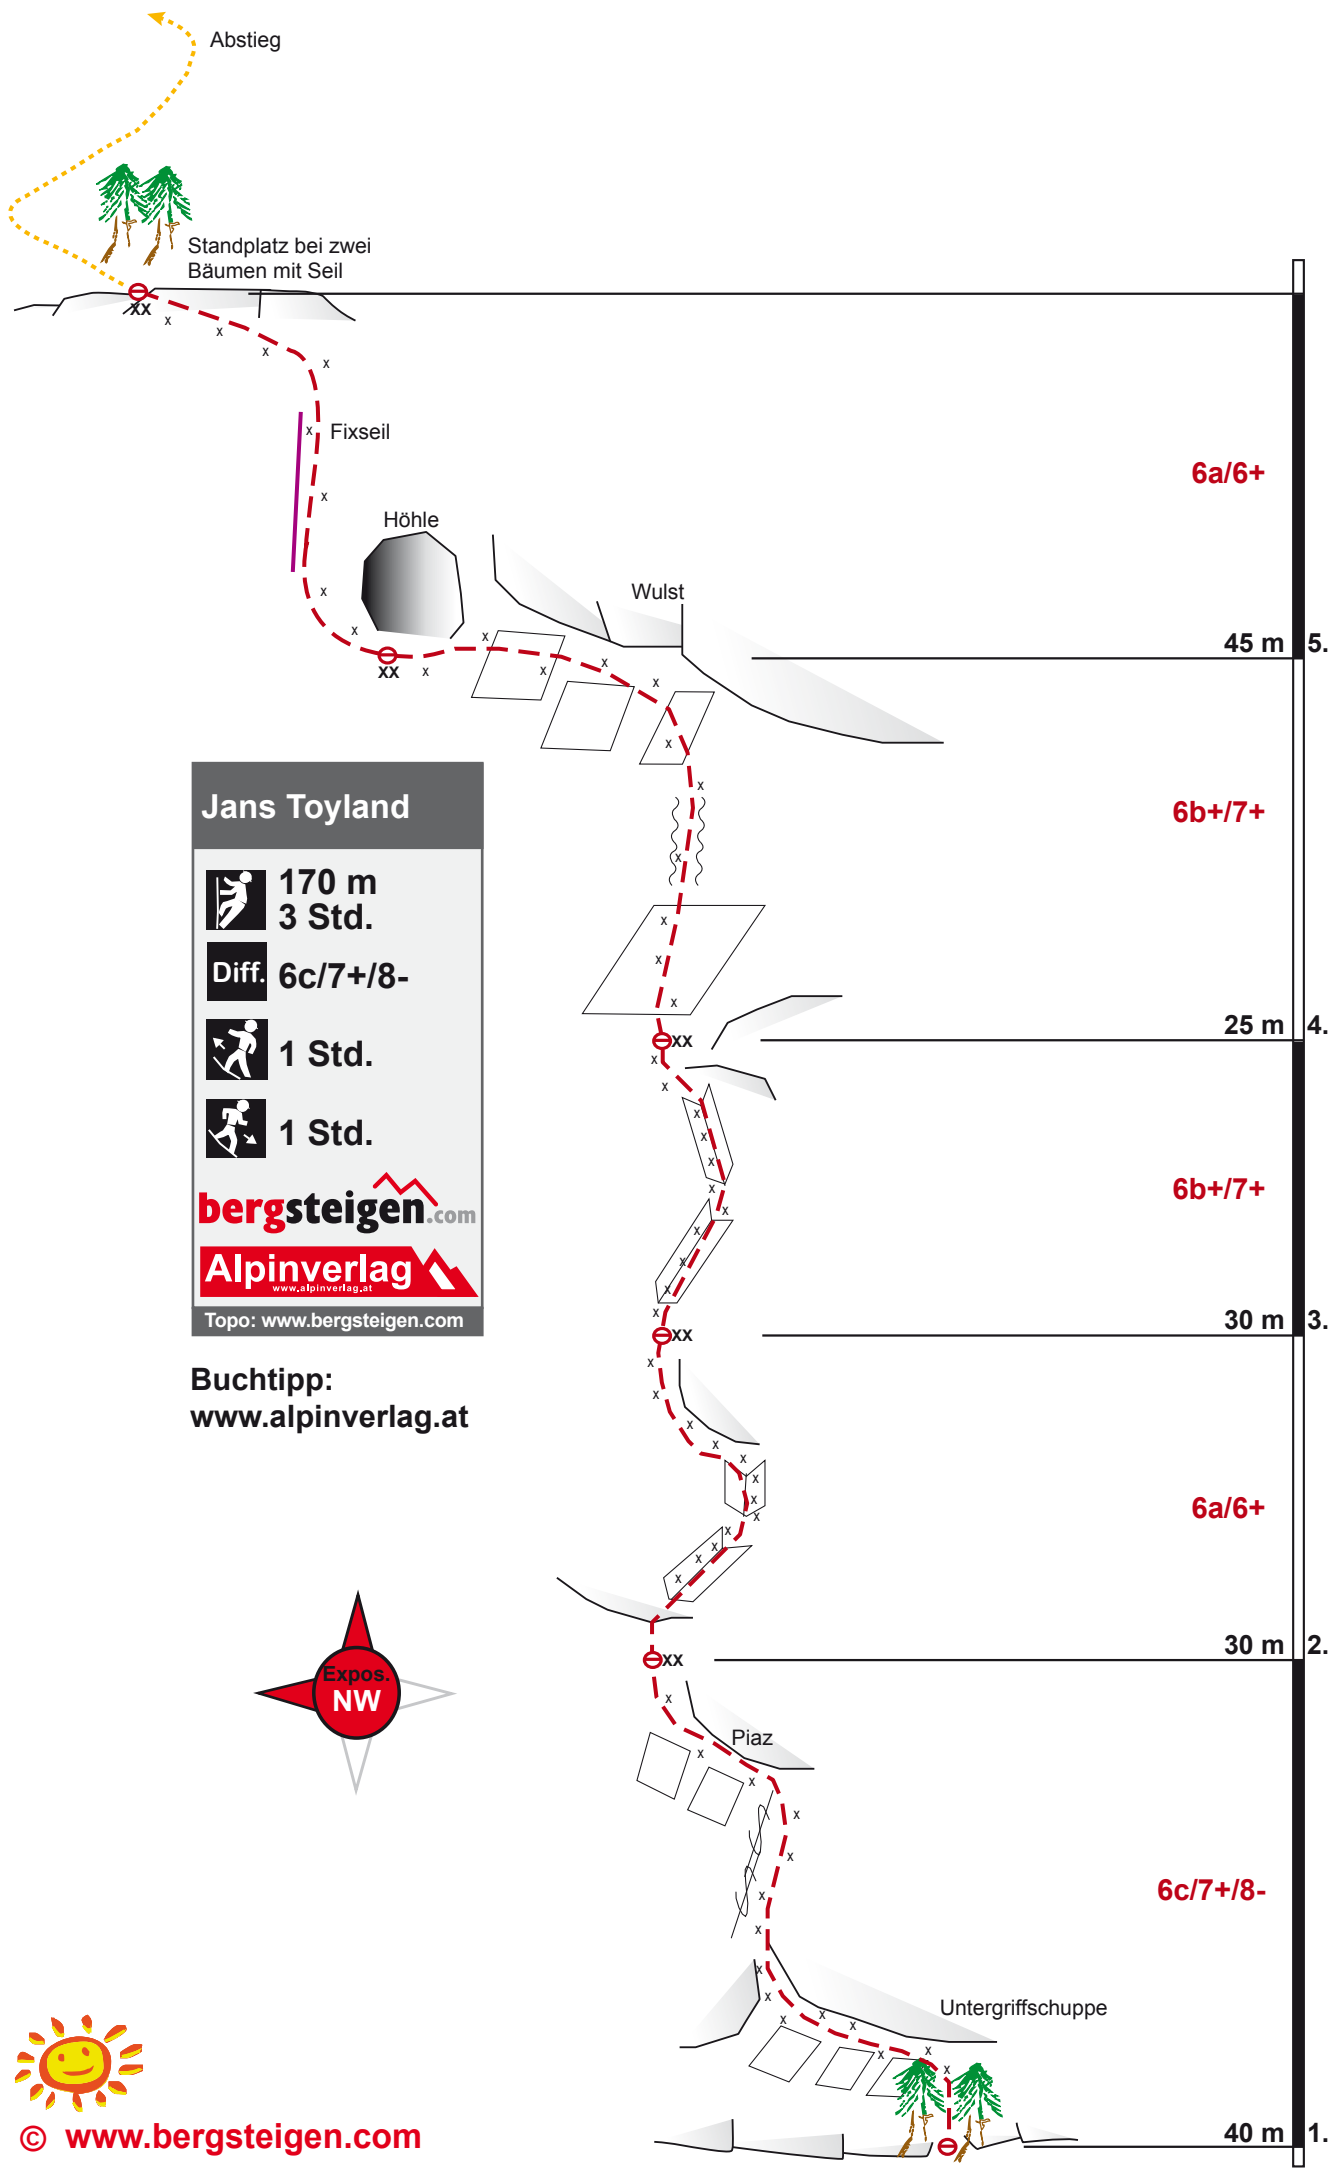 Abstieg
Standplatz bei zwei
Bäumen mit Seil
xx
Fixseil
6a/6+
Höhle
Wulst
45 m 5.
xx
Jans Toyland
170 m
3 Std.
Diff. 6c/7+/8-
1 Std.
1 Std.
bergsteigen.com
Alpinverlag
www.alpinverlag.at
Topo: www.bergsteigen.com
6b+/7+
25 m 4.
xx
6b+/7+
30 m 3.
xx
Buchtipp:
www.alpinverlag.at
6a/6+
30 m 2.
xx
Expos.
NW
Piaz
6c/7+/8-
Untergriffschuppe
40 m 1.
© www.bergsteigen.com